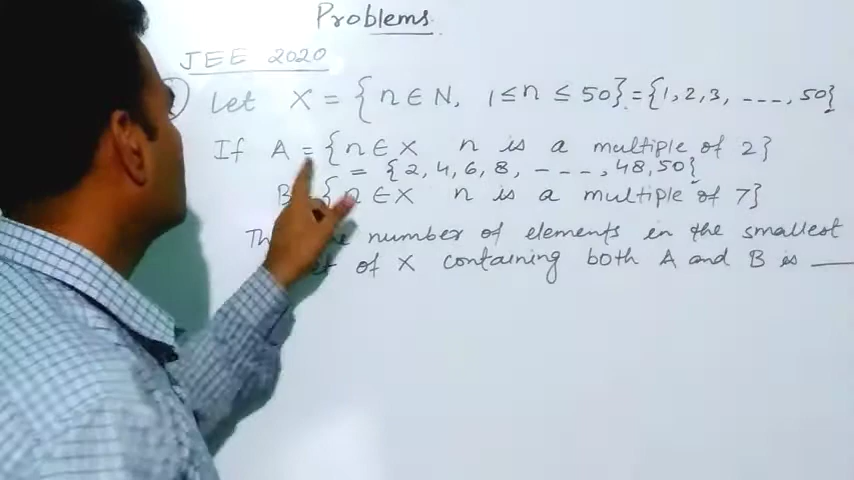 Problems.
JEE 2020
Let X = {n ∈ N, 1 ≤ n ≤ 50} = {1, 2, 3, ----, 50}
If A = {n ∈ X n is a multiple of 2}
= {2, 4, 6, 8, ----, 48, 50}
B {n ∈ X n is a multiple of 7}
number of elements in the smallest
of X containing both A and B is ___